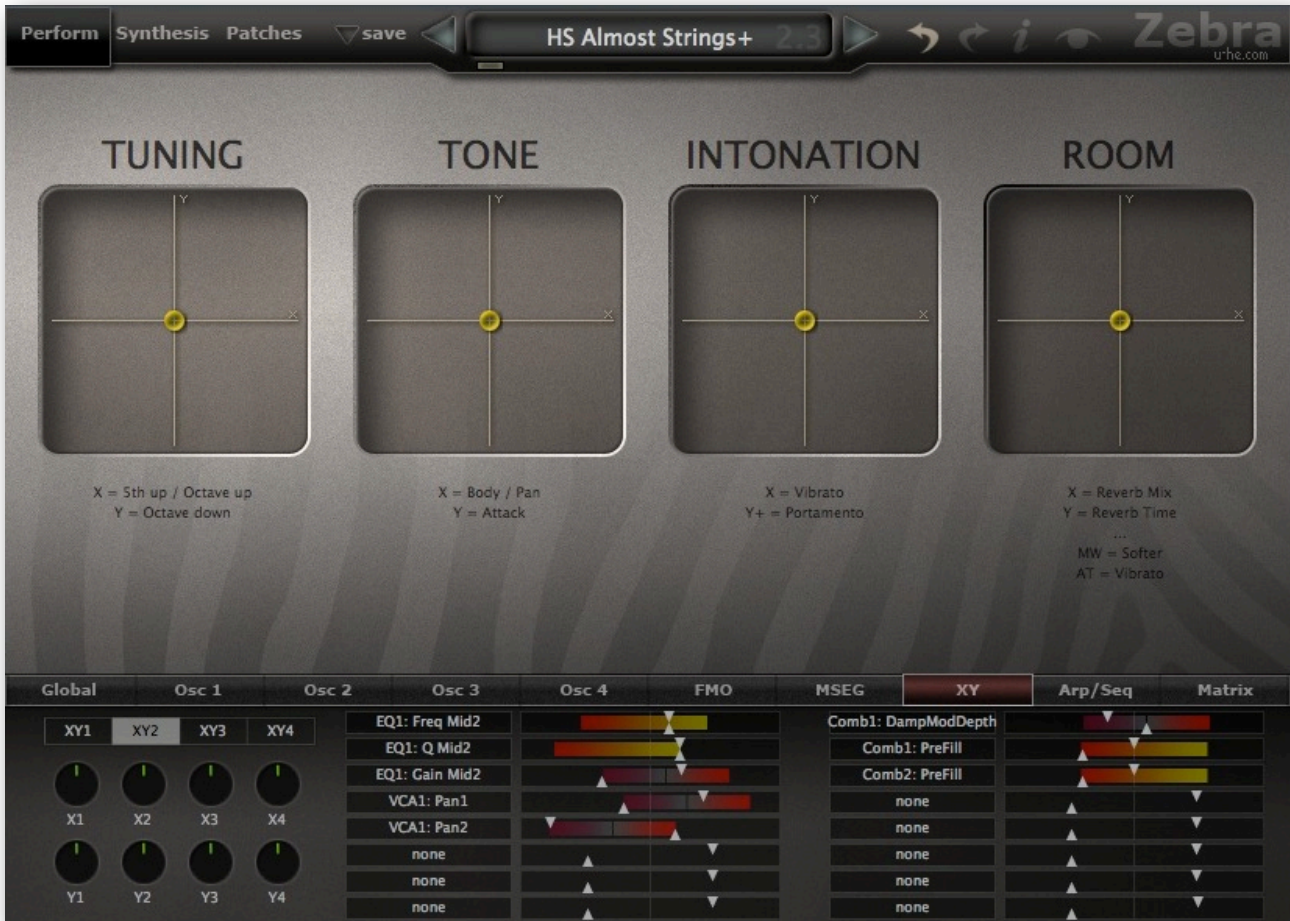 Perform Synthesis Patches save HS Almost Strings+ 2.3 i Zebra
u-he.com
TUNING TONE INTONATION ROOM
Y Y Y Y
X X X X
X = 5th up / Octave up
Y = Octave down
X = Body / Pan
Y = Attack
X = Vibrato
Y+ = Portamento
X = Reverb Mix
Y = Reverb Time
...
MW = Softer
AT = Vibrato
Global Osc 1 Osc 2 Osc 3 Osc 4 FMO MSEG XY Arp/Seq Matrix
XY1 XY2 XY3 XY4
X1 X2 X3 X4
Y1 Y2 Y3 Y4
EQ1: Freq Mid2
EQ1: Q Mid2
EQ1: Gain Mid2
VCA1: Pan1
VCA1: Pan2
none
none
none
Comb1: DampModDepth
Comb1: PreFill
Comb2: PreFill
none
none
none
none
none